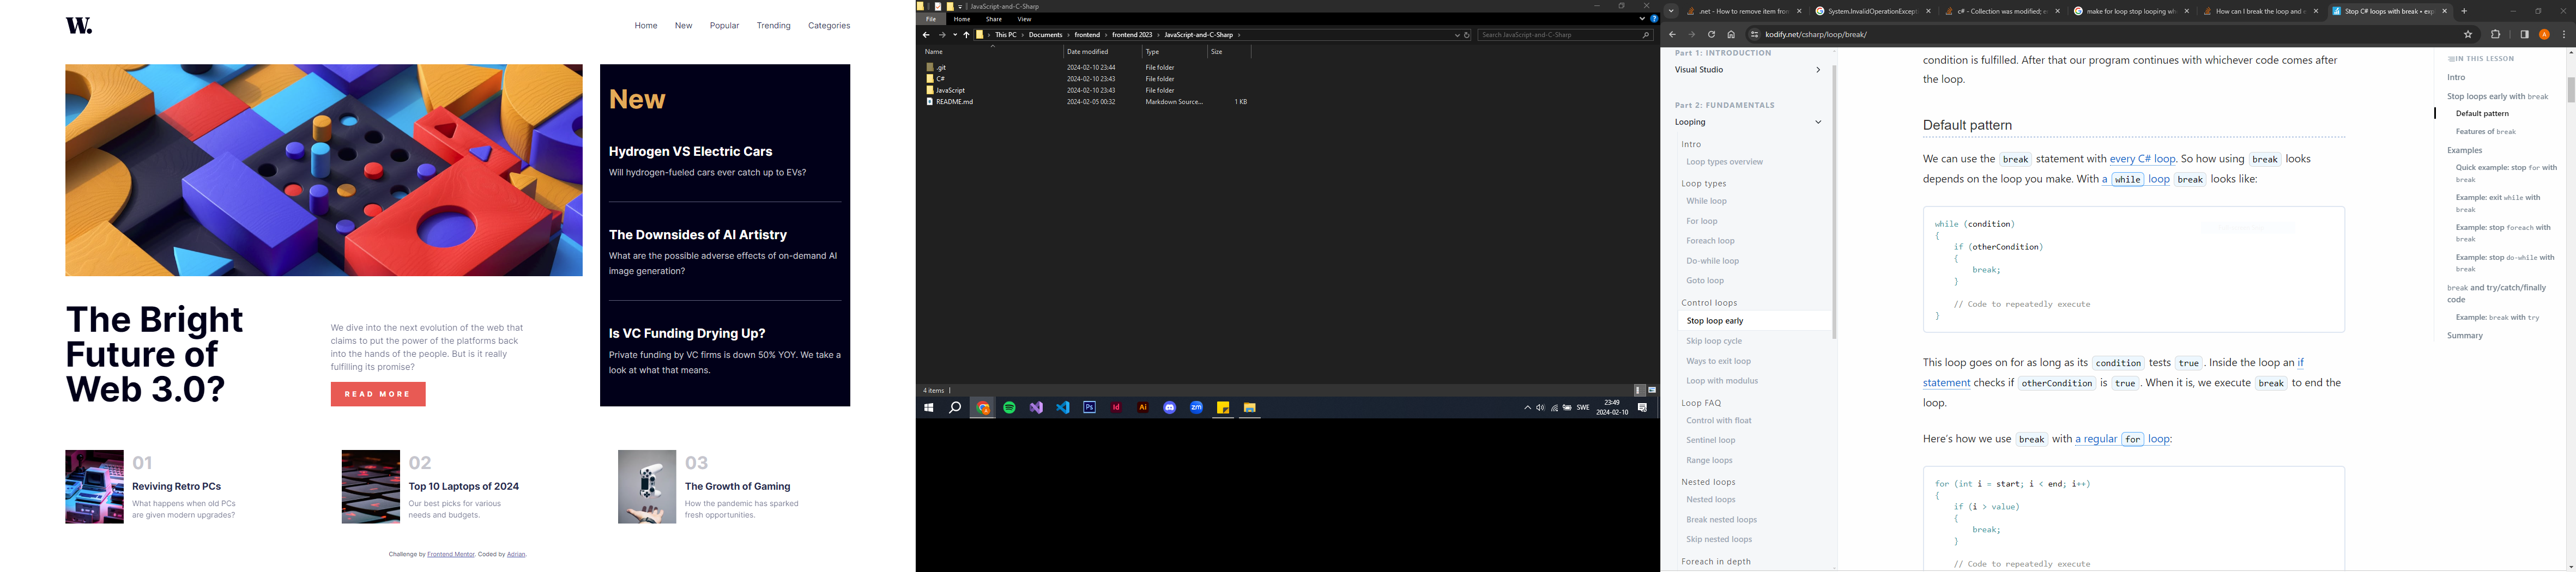 W.
Home New Popular Trending Categories
New
Hydrogen VS Electric Cars
Will hydrogen-fueled cars ever catch up to EVs?
The Downsides of AI Artistry
What are the possible adverse effects of on-demand AI
image generation?
Is VC Funding Drying Up?
Private funding by VC firms is down 50% YOY. We take a
look at what that means.
The Bright
Future of
Web 3.0?
We dive into the next evolution of the web that
claims to put the power of the platforms back
into the hands of the people. But is it really
fulfilling its promise?
READ MORE
01
Reviving Retro PCs
What happens when old PCs
are given modern upgrades?
02
Top 10 Laptops of 2024
Our best picks for various
needs and budgets.
03
The Growth of Gaming
How the pandemic has sparked
fresh opportunities.
Challenge by Frontend Mentor. Coded by Adrian.
JavaScript-and-C-Sharp
File Home Share View
This PC > Documents > frontend > frontend 2023 > JavaScript-and-C-Sharp >
Search JavaScript-and-C-Sharp
Name Date modified Type Size
.git 2024-02-10 23:44 File folder
C# 2024-02-10 23:43 File folder
JavaScript 2024-02-10 23:43 File folder
README.md 2024-02-05 00:32 Markdown Source... 1 KB
4 items
Ps Id Ai zm
SWE
23:49
2024-02-10
.net - How to remove item from
System.InvalidOperationExcept
c# - Collection was modified; e
make for loop stop looping wh
How can I break the loop and
Stop C# loops with break • exp
kodify.net/csharp/loop/break/
Part 1: INTRODUCTION
Visual Studio
Part 2: FUNDAMENTALS
Looping
Intro
Loop types overview
Loop types
While loop
For loop
Foreach loop
Do-while loop
Goto loop
Control loops
Stop loop early
Skip loop cycle
Ways to exit loop
Loop with modulus
Loop FAQ
Control with float
Sentinel loop
Range loops
Nested loops
Nested loops
Break nested loops
Skip nested loops
Foreach in depth
condition is fulfilled. After that our program continues with whichever code comes after
the loop.
Default pattern
We can use the break statement with every C# loop. So how using break looks
depends on the loop you make. With a while loop break looks like:
while (condition)
{
if (otherCondition)
{
break;
}
// Code to repeatedly execute
}
This loop goes on for as long as its condition tests true. Inside the loop an if
statement checks if otherCondition is true. When it is, we execute break to end the
loop.
Here's how we use break with a regular for loop:
for (int i = start; i < end; i++)
{
if (i > value)
{
break;
}
// Code to repeatedly execute
IN THIS LESSON
Intro
Stop loops early with break
Default pattern
Features of break
Examples
Quick example: stop for with
break
Example: exit while with
break
Example: stop foreach with
break
Example: stop do-while with
break
break and try/catch/finally
code
Example: break with try
Summary